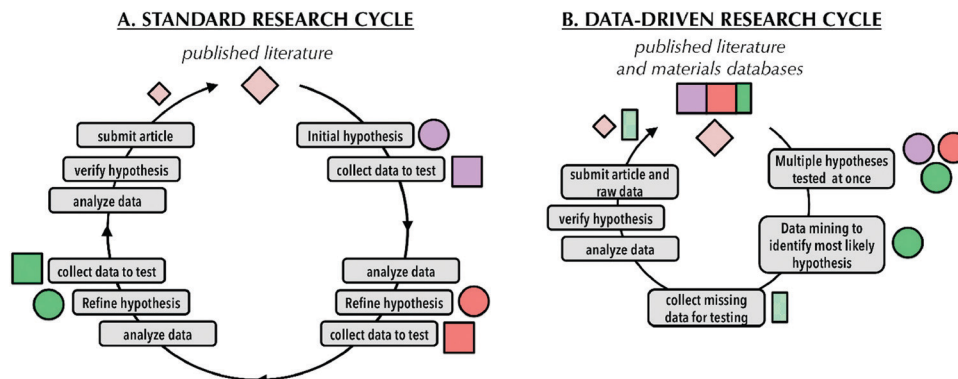 A. STANDARD RESEARCH CYCLE
published literature
Initial hypothesis
collect data to test
analyze data
Refine hypothesis
collect data to test
analyze data
Refine hypothesis
collect data to test
analyze data
verify hypothesis
submit article
B. DATA-DRIVEN RESEARCH CYCLE
published literature
and materials databases
Multiple hypotheses
tested at once
Data mining to
identify most likely
hypothesis
collect missing
data for testing
analyze data
verify hypothesis
submit article and
raw data